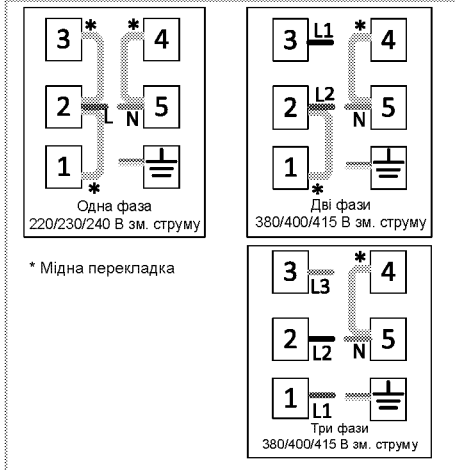 3 * * 4
2 L N 5
1 *
Одна фаза
220/230/240 В зм. струму
* Мідна перекладка
3 L1 * 4
2 L2 N 5
1 *
Дві фази
380/400/415 В зм. струму
3 L3 * 4
2 L2 N 5
1 L1
Три фази
380/400/415 В зм. струму